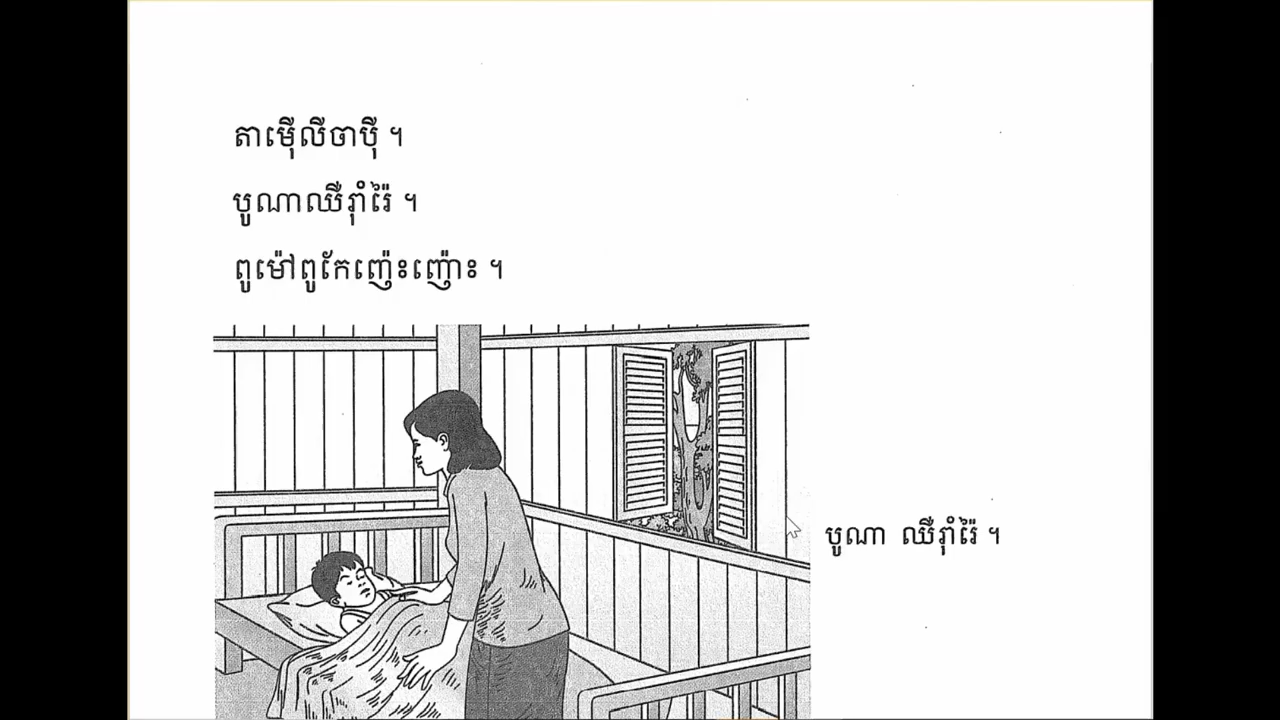 តាម៉ើលីចាប៉ី ។
បូណាឈឺរ៉ាំរ៉ៃ ។
ពូម៉ៅពូកែញ៉េះញ៉ោះ ។
បូណា ឈឺរ៉ាំរ៉ៃ ។